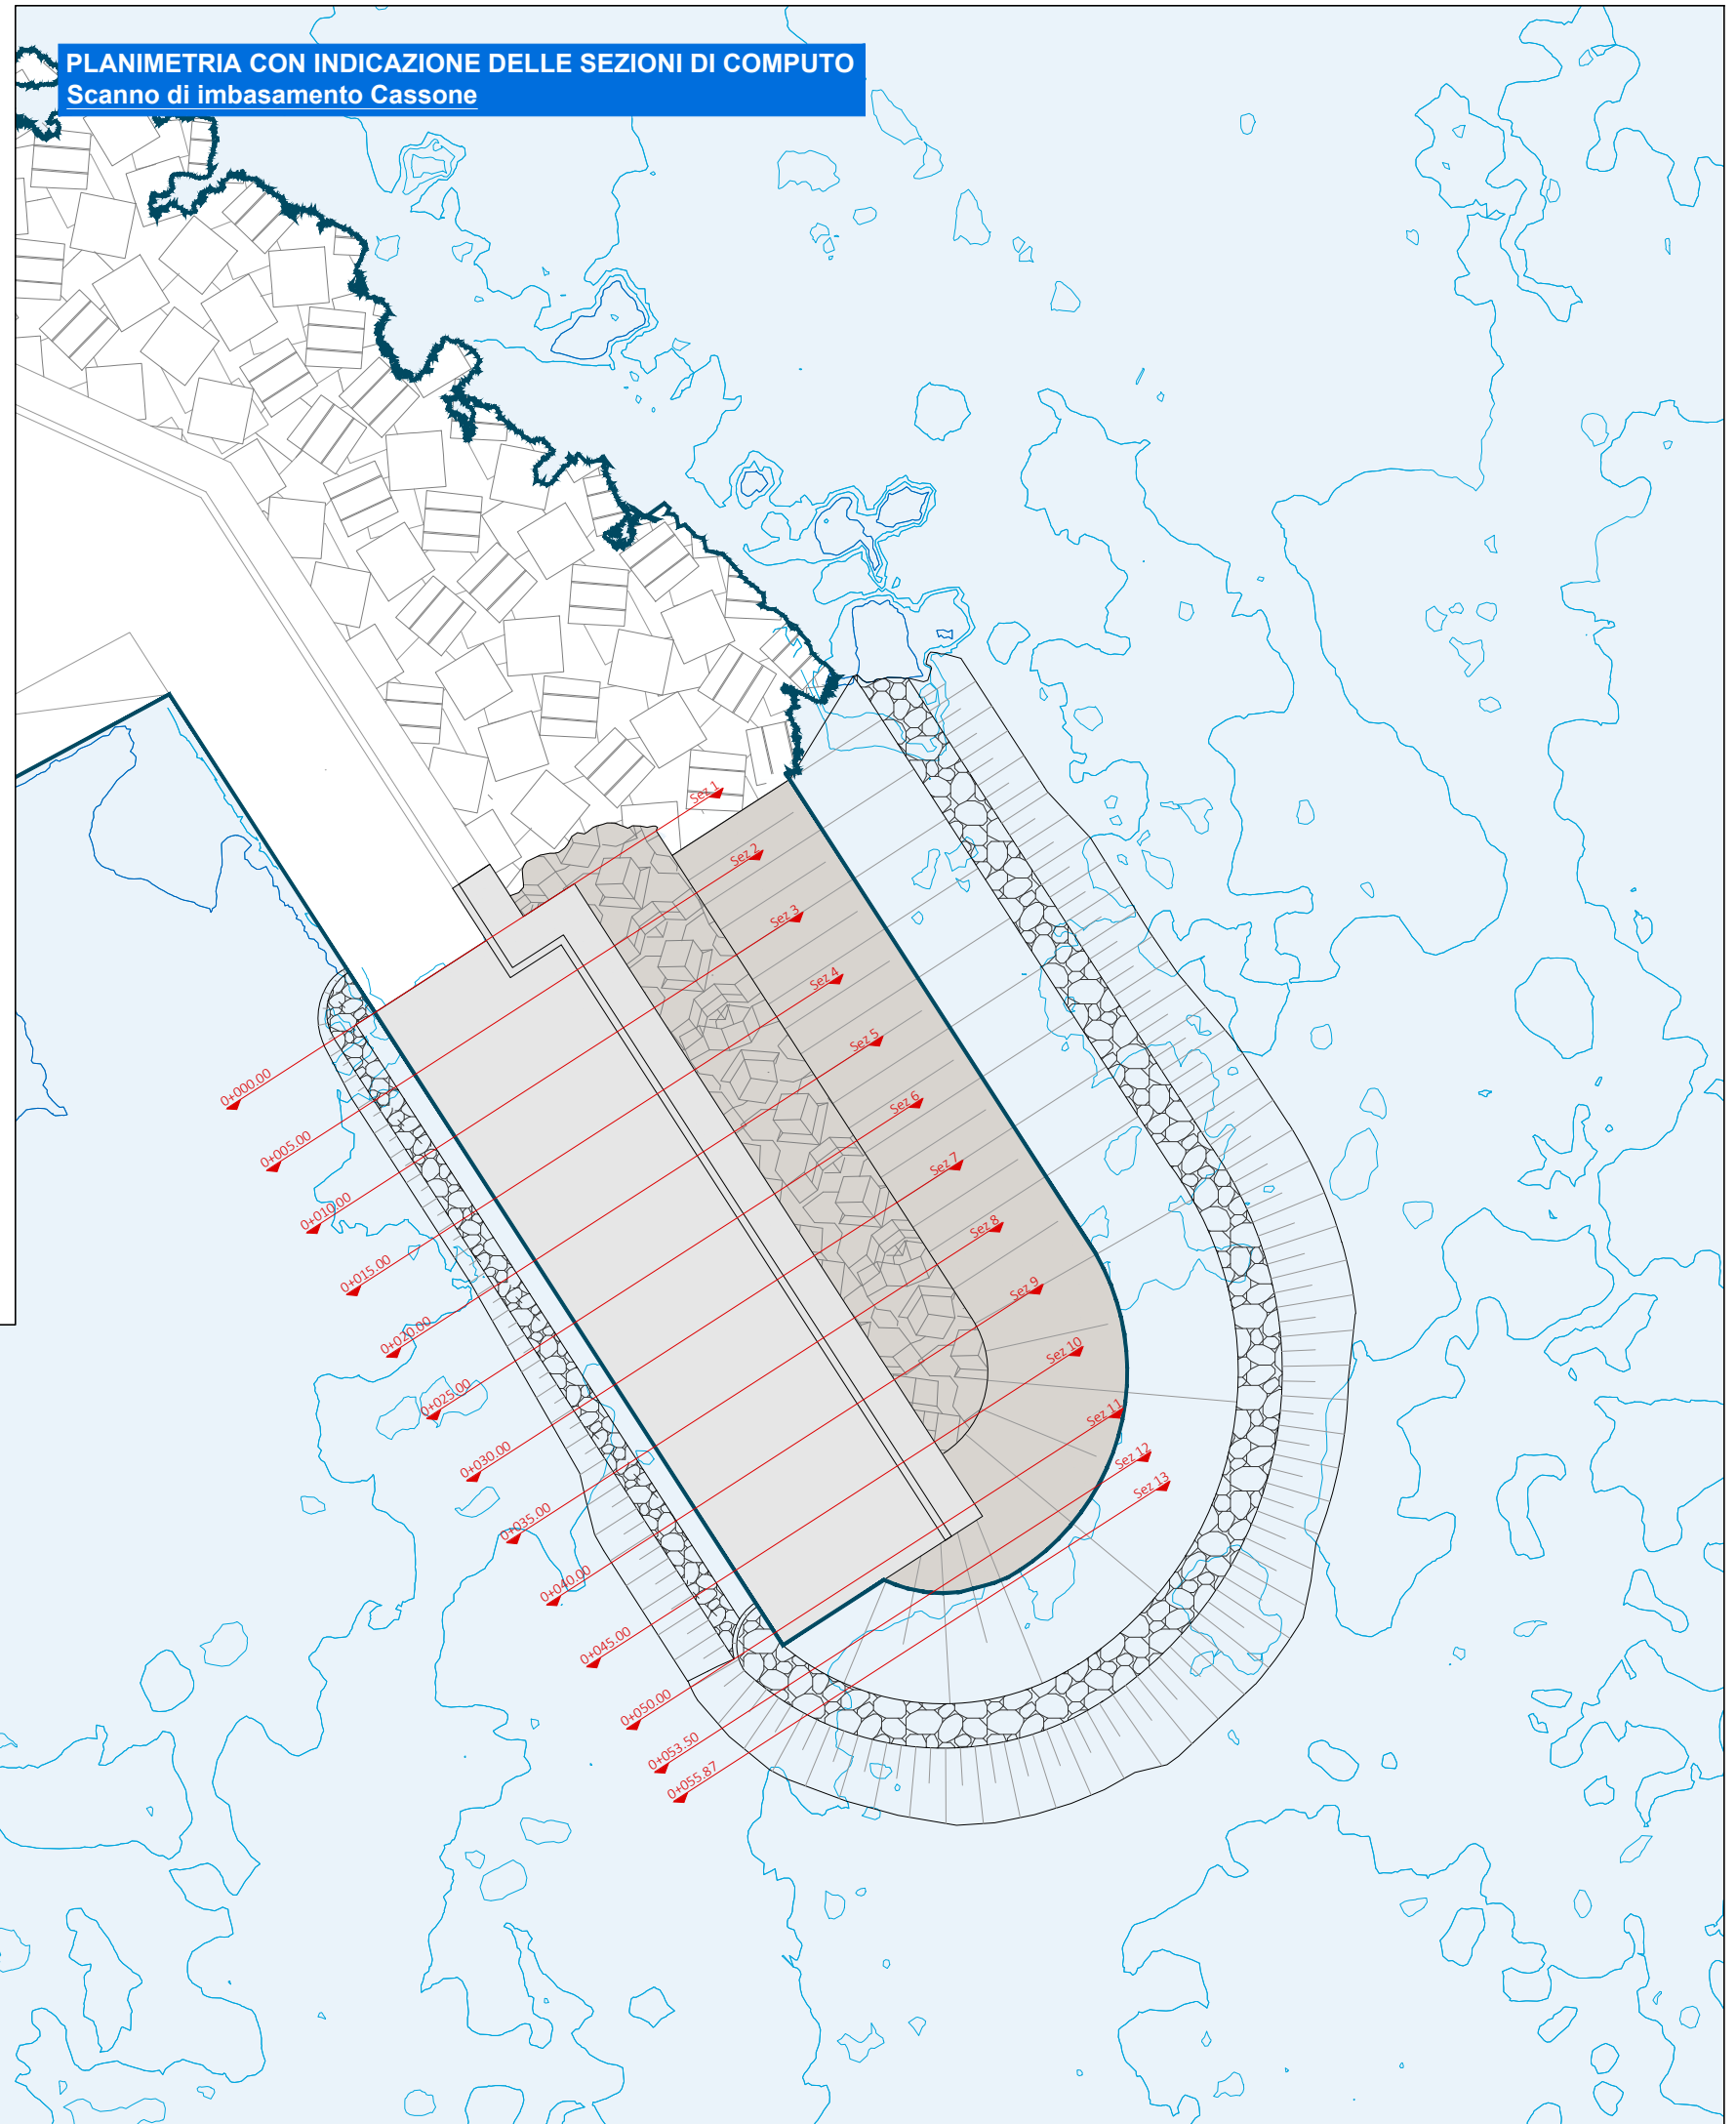 PLANIMETRIA CON INDICAZIONE DELLE SEZIONI DI COMPUTO
Scanno di imbasamento Cassone
Sez 1
Sez 2
Sez 3
Sez 4
Sez 5
Sez 6
Sez 7
Sez 8
Sez 9
Sez 10
Sez 11
Sez 12
Sez 13
0+000.00
0+005.00
0+010.00
0+015.00
0+020.00
0+025.00
0+030.00
0+035.00
0+040.00
0+045.00
0+050.00
0+053.50
0+055.87